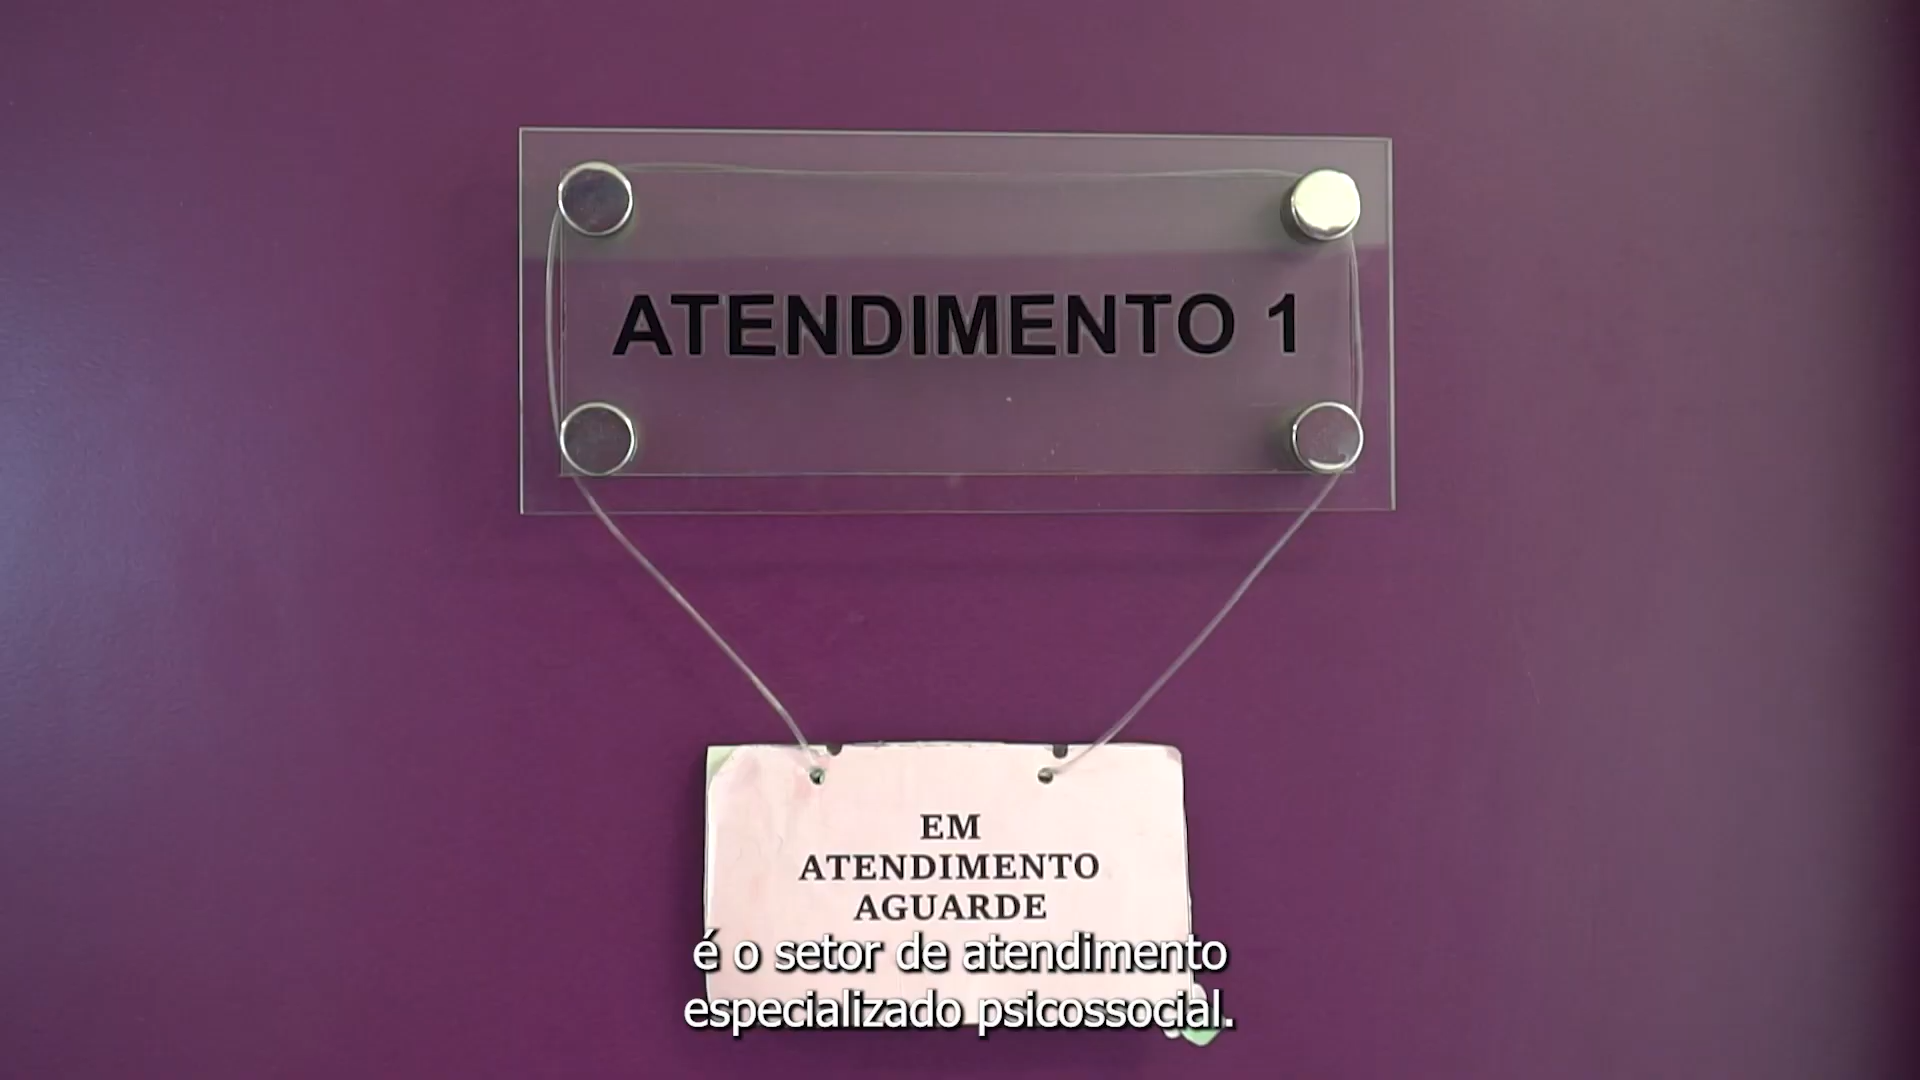 ATENDIMENTO 1
EM
ATENDIMENTO
AGUARDE
é o setor de atendimento
especializado psicossocial.